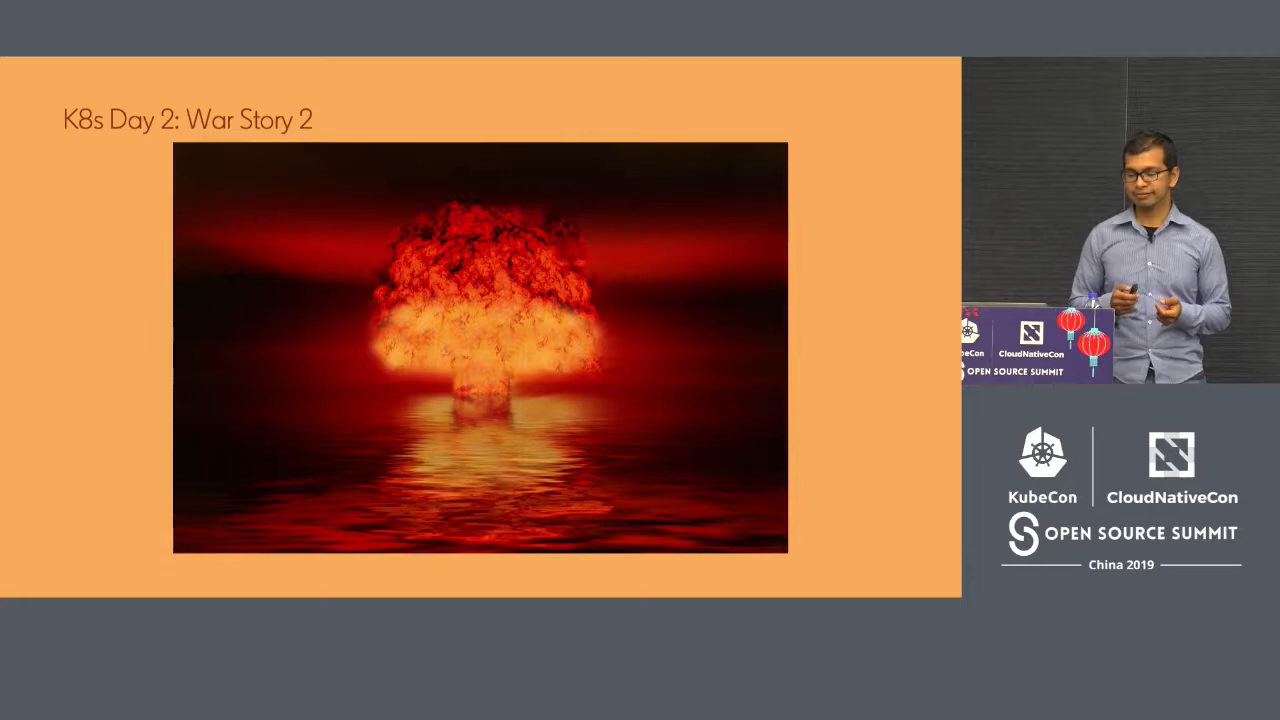 K8s Day 2: War Story 2
CloudNativeCon
OPEN SOURCE SUMMIT
KubeCon
CloudNativeCon
OPEN SOURCE SUMMIT
China 2019